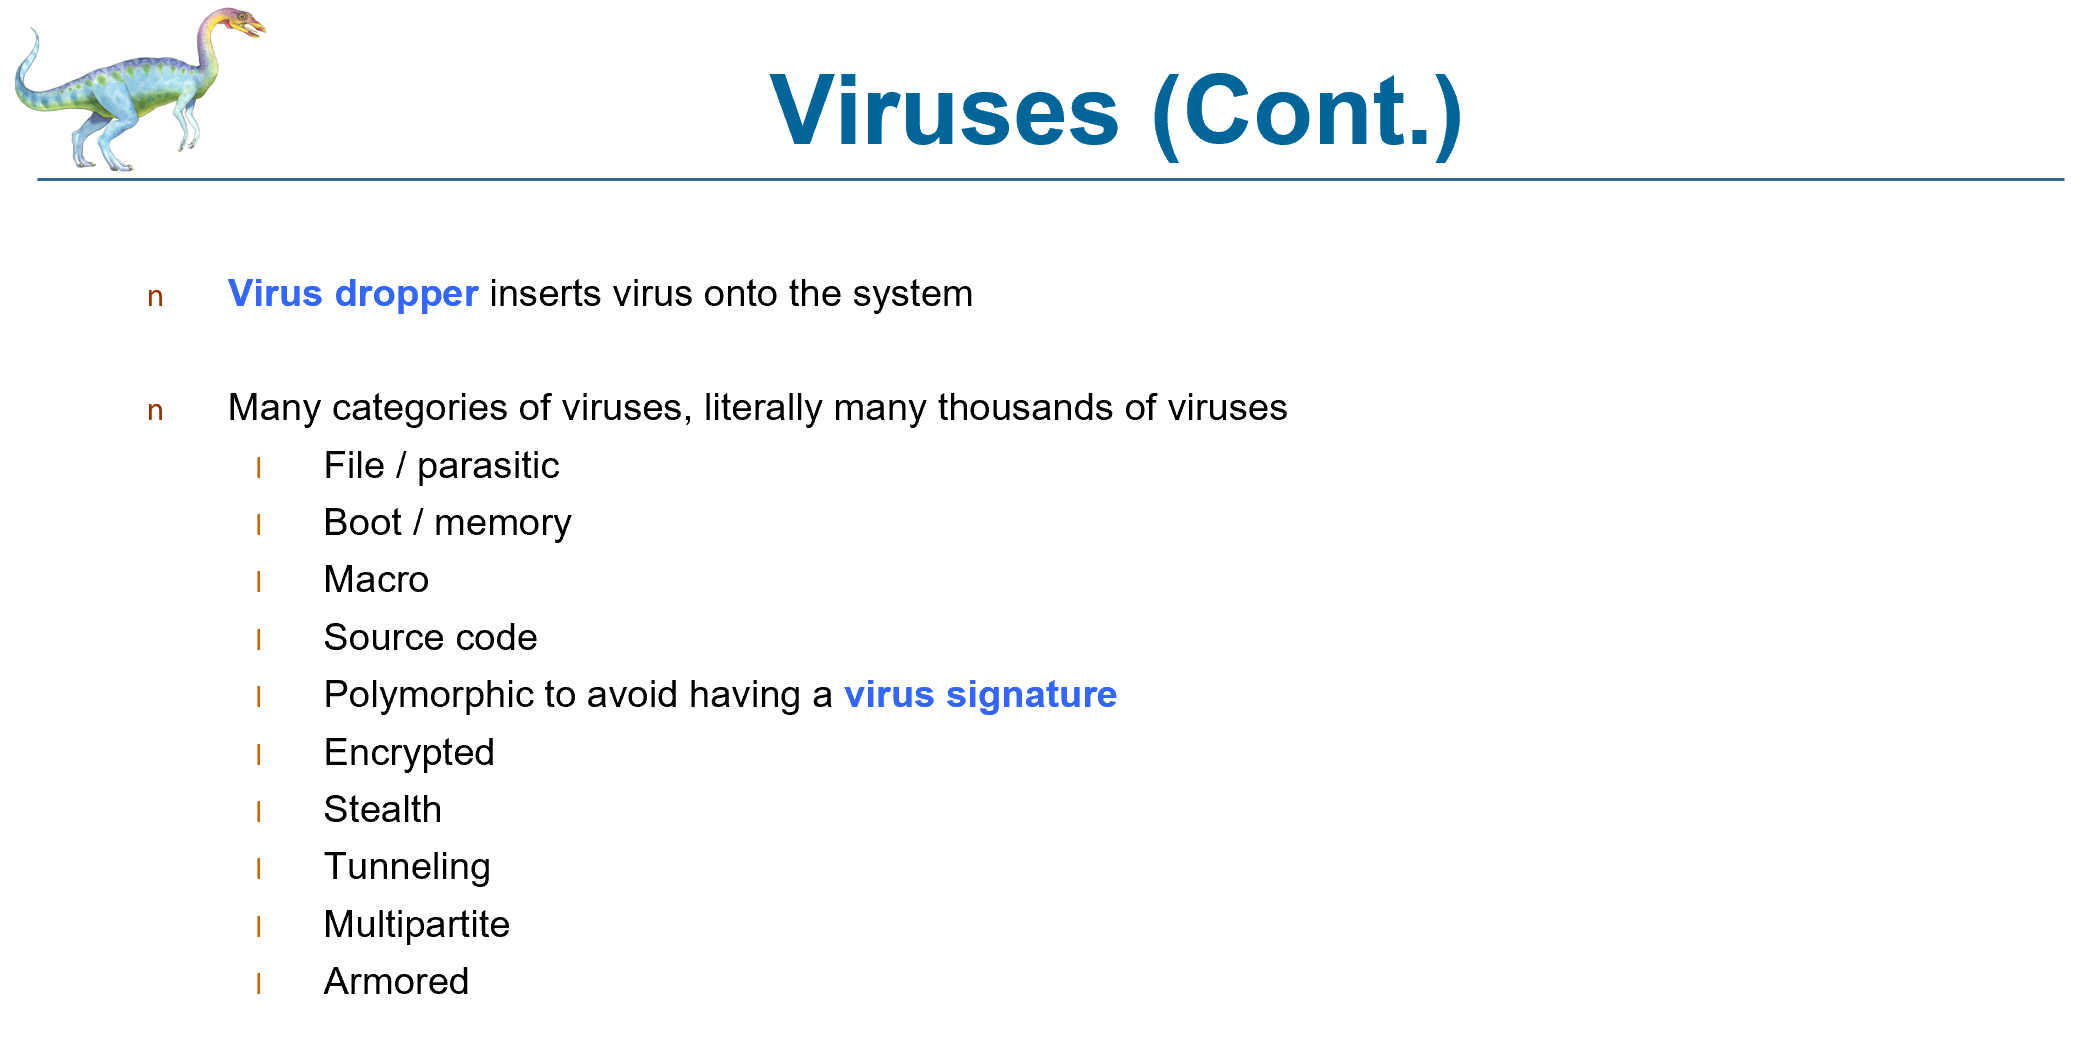 Viruses (Cont.)
n Virus dropper inserts virus onto the system
n Many categories of viruses, literally many thousands of viruses
l File / parasitic
l Boot / memory
l Macro
l Source code
l Polymorphic to avoid having a virus signature
l Encrypted
l Stealth
l Tunneling
l Multipartite
l Armored